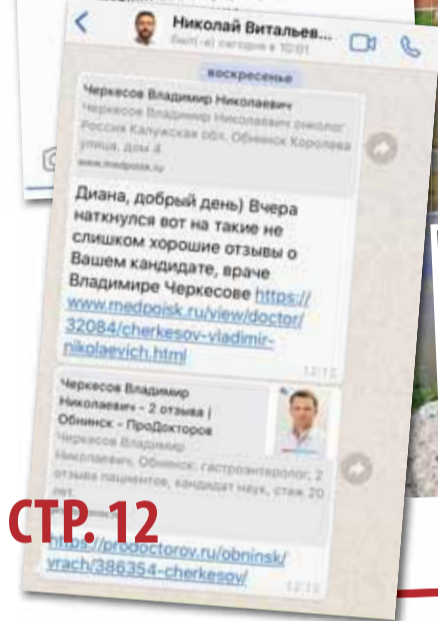 Николай Витальев...
был(-а) сегодня в 10:01
воскресенье
Черкесов Владимир Николаевич
Черкесов Владимир Николаевич онколог
Россия Калужская обл. Обнинск Королева
улица, дом 4
www.medpoisk.ru
Диана, добрый день) Вчера
наткнулся вот на такие не
слишком хорошие отзывы о
Вашем кандидате, враче
Владимире Черкесове https://
www.medpoisk.ru/view/doctor/
32084/cherkesov-vladimir-
nikolaevich.html
12:12
Черкесов Владимир
Николаевич - 2 отзыва |
Обнинск - ПроДокторов
Черкесов Владимир
Николаевич, Обнинск: гастроэнтеролог, 2
отзыва пациентов, кандидат наук, стаж 20
лет.
СТР. 12
https://prodoctorov.ru/obninsk/
vrach/386354-cherkesov/
12:12